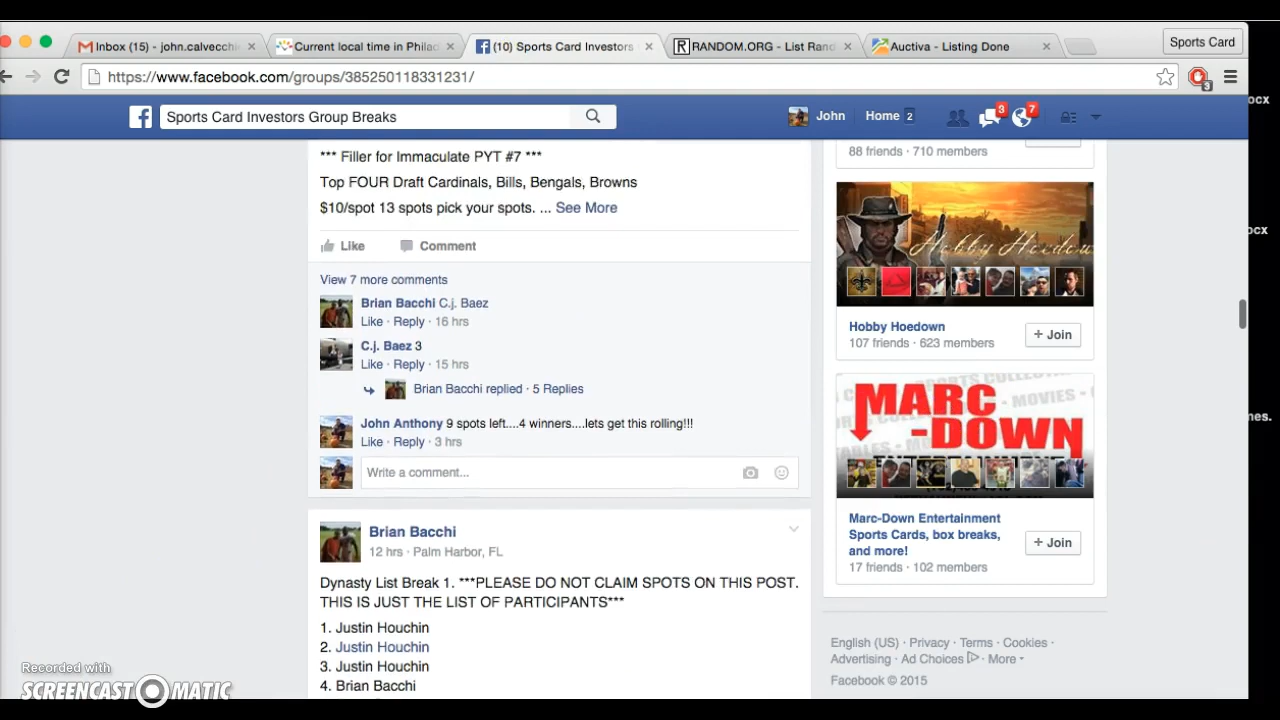 Inbox (15) - john.calvecchi
Current local time in Philad
(10) Sports Card Investors
RANDOM.ORG - List Rand
Auctiva - Listing Done
Sports Card
https://www.facebook.com/groups/385250118331231/
3
Sports Card Investors Group Breaks
John
Home 2
3
7
*** Filler for Immaculate PYT #7 ***
Top FOUR Draft Cardinals, Bills, Bengals, Browns
$10/spot 13 spots pick your spots. ... See More
Like
Comment
View 7 more comments
Brian Bacchi C.j. Baez
Like · Reply · 16 hrs
C.j. Baez 3
Like · Reply · 15 hrs
Brian Bacchi replied · 5 Replies
John Anthony 9 spots left....4 winners....lets get this rolling!!!
Like · Reply · 3 hrs
Write a comment...
Brian Bacchi
12 hrs · Palm Harbor, FL
Dynasty List Break 1. ***PLEASE DO NOT CLAIM SPOTS ON THIS POST.
THIS IS JUST THE LIST OF PARTICIPANTS***
1. Justin Houchin
2. Justin Houchin
3. Justin Houchin
4. Brian Bacchi
88 friends · 710 members
Hobby Hoedow
Hobby Hoedown
107 friends · 623 members
+ Join
MARC
-DOWN
Marc-Down Entertainment
Sports Cards, box breaks,
and more!
17 friends · 102 members
+ Join
English (US) · Privacy · Terms · Cookies ·
Advertising · Ad Choices · More
Facebook © 2015
ocx
ocx
mes.
Recorded with
SCREENCAST O MATIC